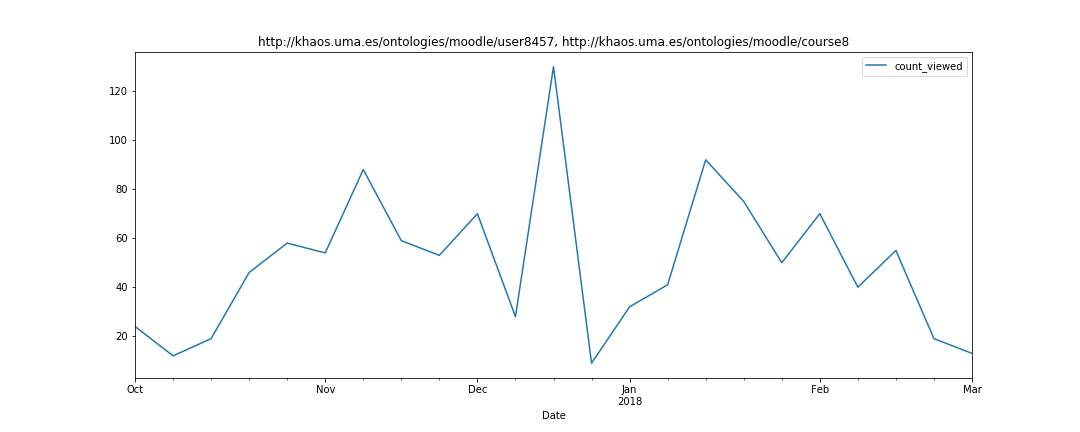 http://khaos.uma.es/ontologies/moodle/user8457, http://khaos.uma.es/ontologies/moodle/course8
count_viewed
120
100
80
60
40
20
Oct Nov Dec Jan Feb Mar
2018
Date